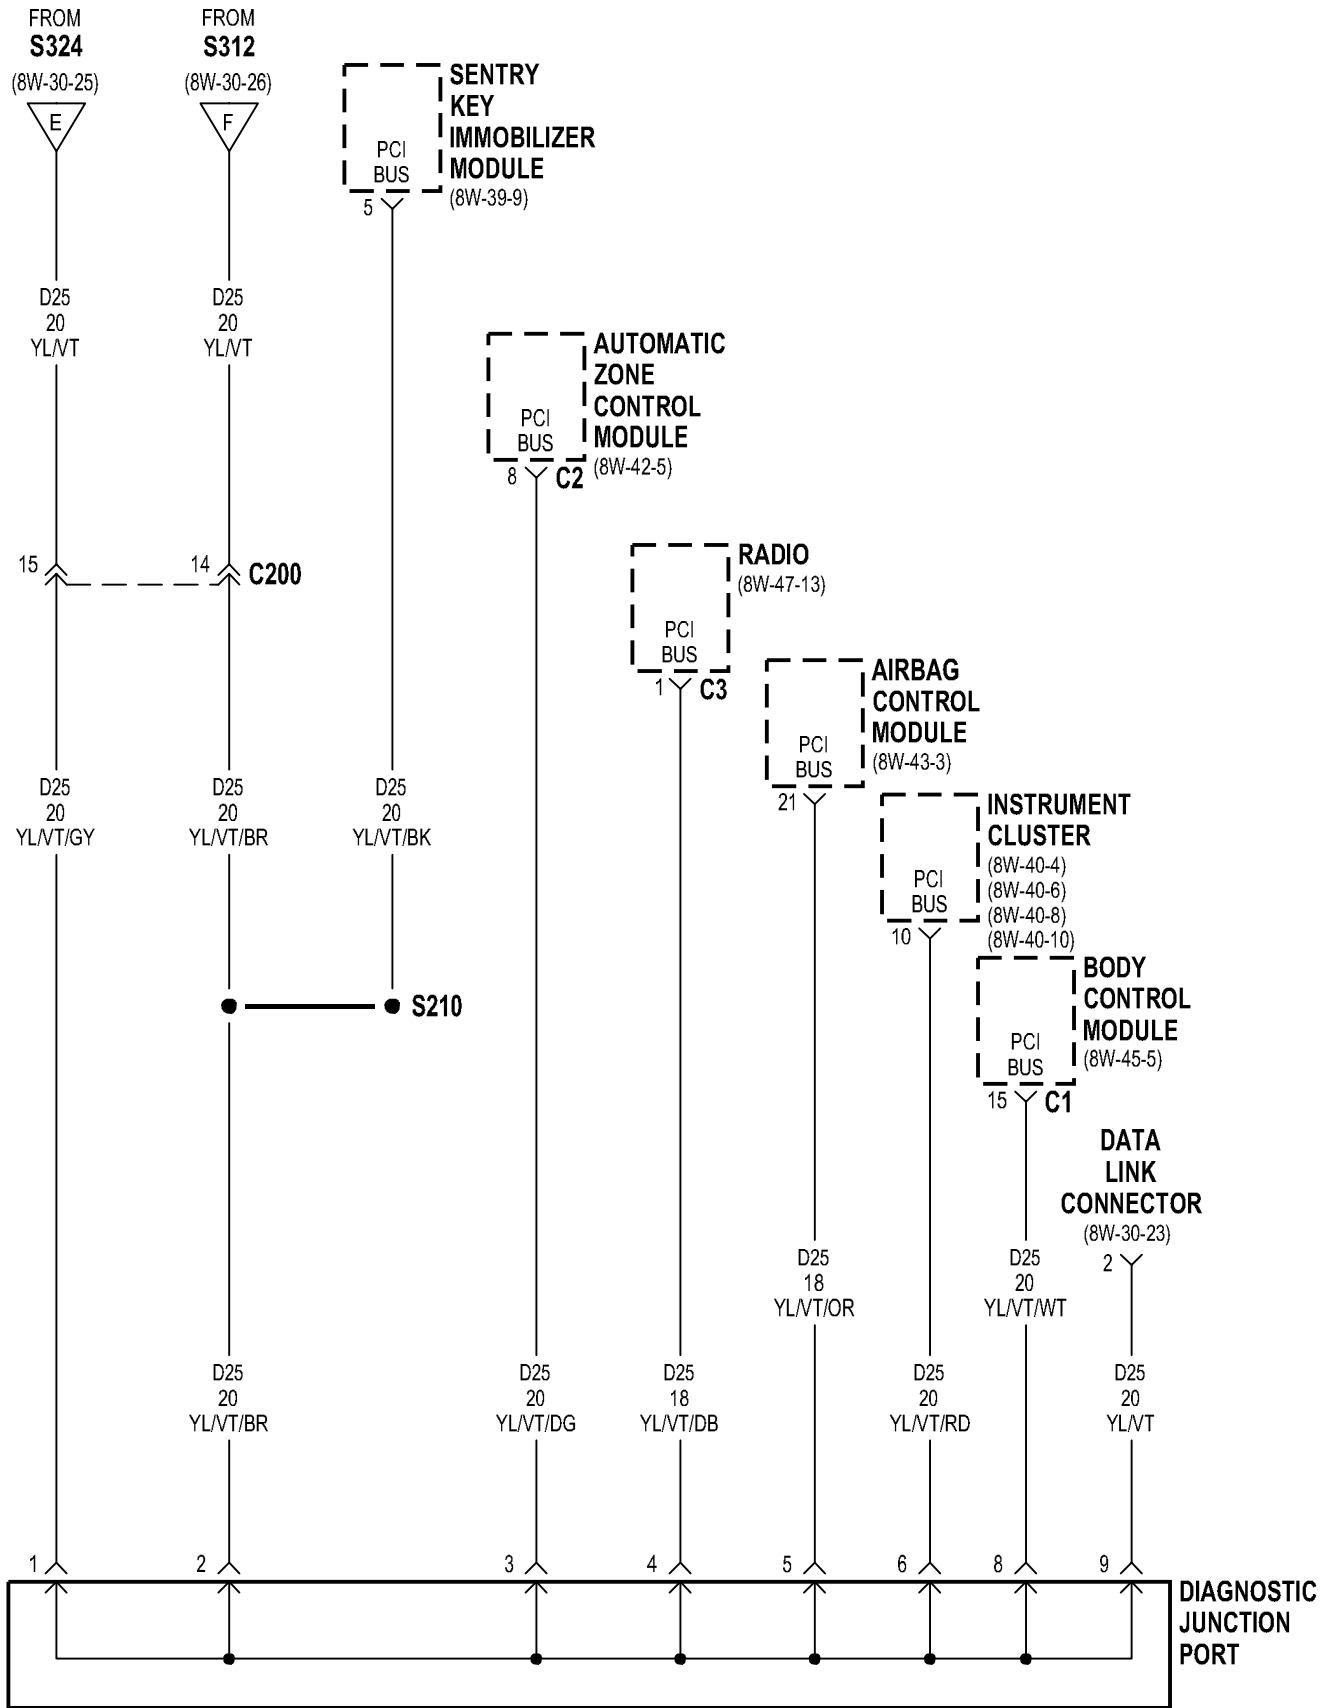 FROM
S324
(8W-30-25)
E
FROM
S312
(8W-30-26)
F
PCI
BUS
5
SENTRY
KEY
IMMOBILIZER
MODULE
(8W-39-9)
D25
20
YL/VT
D25
20
YL/VT
PCI
BUS
8
C2
AUTOMATIC
ZONE
CONTROL
MODULE
(8W-42-5)
15
14
C200
PCI
BUS
1
C3
RADIO
(8W-47-13)
PCI
BUS
21
AIRBAG
CONTROL
MODULE
(8W-43-3)
D25
20
YL/VT/GY
D25
20
YL/VT/BR
D25
20
YL/VT/BK
PCI
BUS
10
INSTRUMENT
CLUSTER
(8W-40-4)
(8W-40-6)
(8W-40-8)
(8W-40-10)
S210
PCI
BUS
15
C1
BODY
CONTROL
MODULE
(8W-45-5)
DATA
LINK
CONNECTOR
(8W-30-23)
2
D25
18
YL/VT/OR
D25
20
YL/VT/WT
D25
20
YL/VT/BR
D25
20
YL/VT/DG
D25
18
YL/VT/DB
D25
20
YL/VT/RD
D25
20
YL/VT
1
2
3
4
5
6
8
9
DIAGNOSTIC
JUNCTION
PORT